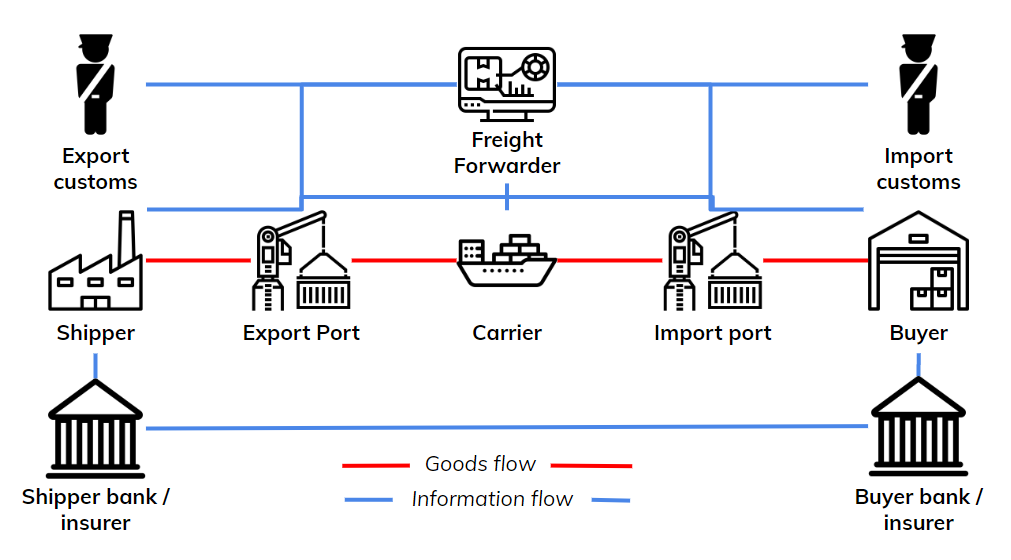 Freight
Forwarder
Export
customs
Import
customs
Shipper
Export Port
Carrier
Import port
Buyer
Goods flow
Information flow
Shipper bank /
insurer
Buyer bank /
insurer